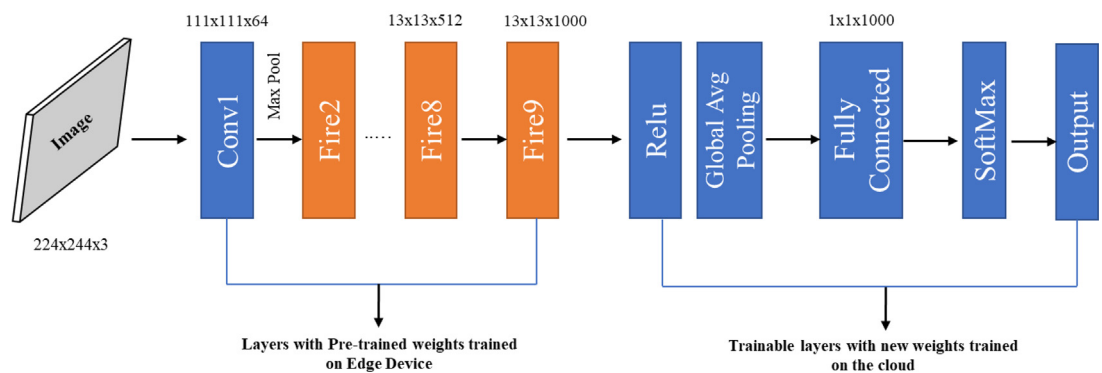 111x111x64
13x13x512
13x13x1000
1x1x1000
Image
224x244x3
Conv1
Max Pool
Fire2
.....
Fire8
Fire9
Relu
Global Avg
Pooling
Fully
Connected
SoftMax
Output
Layers with Pre-trained weights trained
on Edge Device
Trainable layers with new weights trained
on the cloud